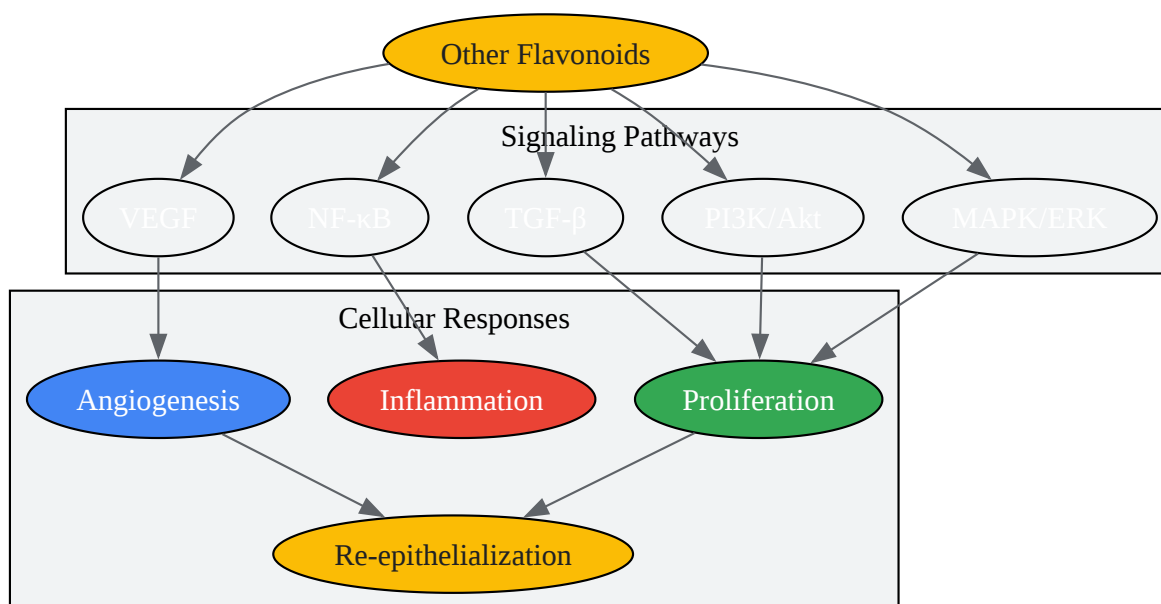 Other Flavonoids
Signaling Pathways
VEGF
NF-κB
TGF-β
PI3K/Akt
MAPK/ERK
Cellular Responses
Angiogenesis
Inflammation
Proliferation
Re-epithelialization